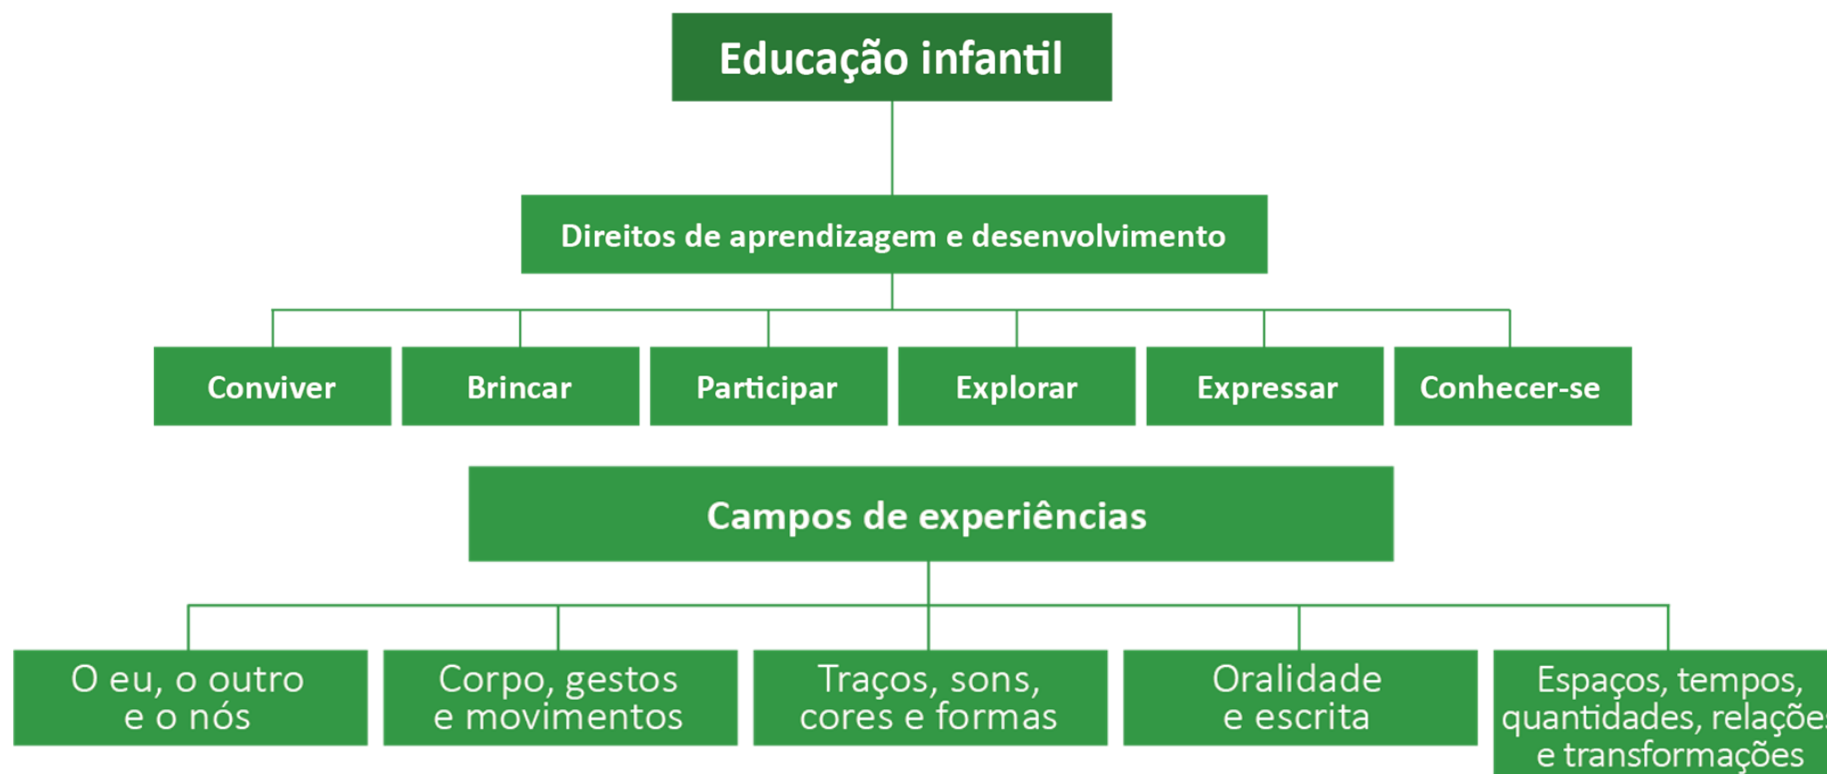 Educação infantil
Direitos de aprendizagem e desenvolvimento
Conviver
Brincar
Participar
Explorar
Expressar
Conhecer-se
Campos de experiências
O eu, o outro
e o nós
Corpo, gestos
e movimentos
Traços, sons,
cores e formas
Oralidade
e escrita
Espaços, tempos,
quantidades, relações
e transformações